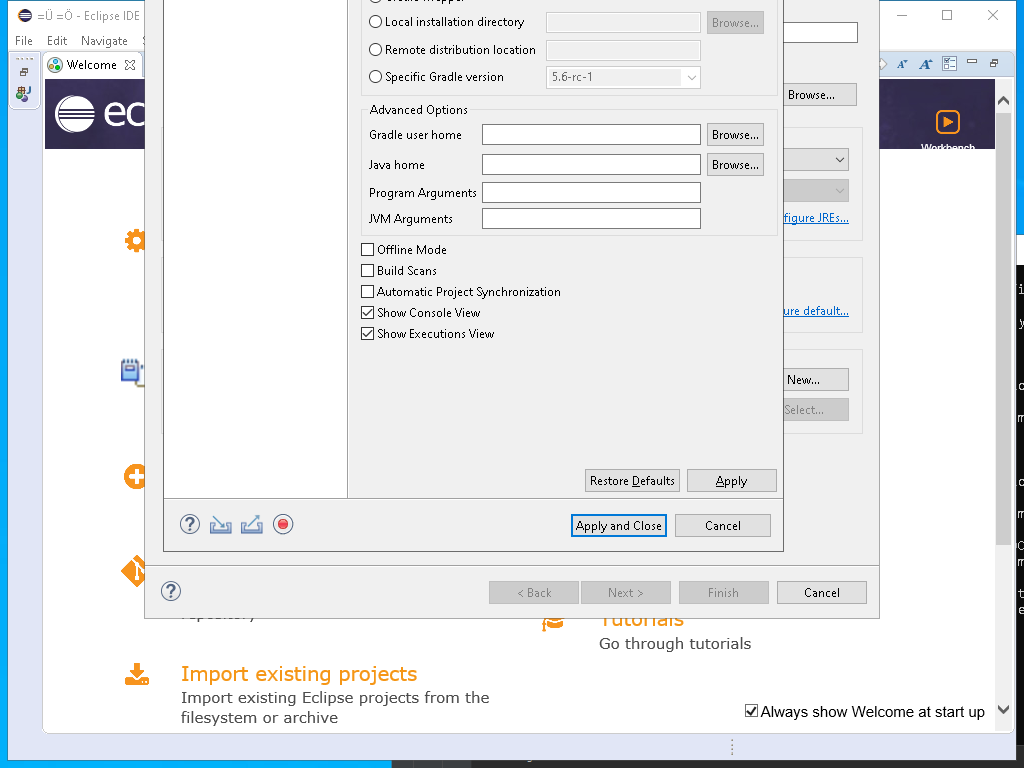 =Ü =Ö - Eclipse IDE
File Edit Navigate
Welcome
Local installation directory Browse...
Remote distribution location
Specific Gradle version 5.6-rc-1
Advanced Options
Gradle user home Browse...
Java home Browse...
Program Arguments
JVM Arguments
Offline Mode
Build Scans
Automatic Project Synchronization
Show Console View
Show Executions View
Restore Defaults Apply
Apply and Close Cancel
Browse...
figure JREs...
ure default...
New...
Select...
< Back Next > Finish Cancel
ec
Workbench
repository
Tutorials
Go through tutorials
Import existing projects
Import existing Eclipse projects from the
filesystem or archive
Always show Welcome at start up